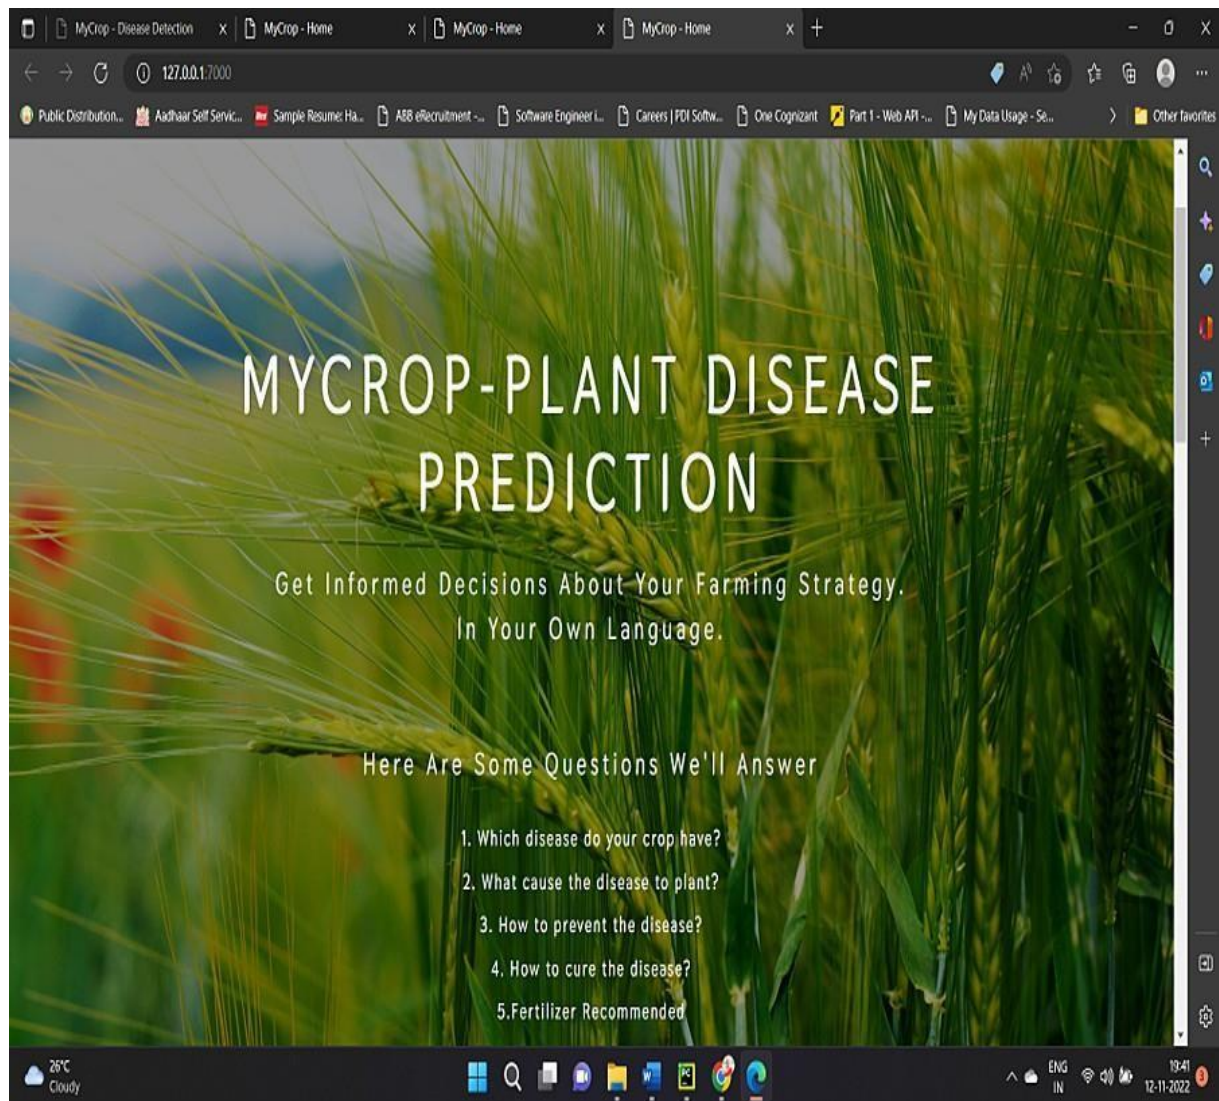 MyCrop - Disease Detection
MyCrop - Home
MyCrop - Home
MyCrop - Home
127.0.0.1:7000
Public Distribution...
Aadhaar Self Servic...
Sample Resume: Ha...
ABB eRecruitment -...
Software Engineer i...
Careers | PDI Softw...
One Cognizant
Part 1 - Web API -...
My Data Usage - Se...
Other favorites
MYCROP-PLANT DISEASE
PREDICTION
Get Informed Decisions About Your Farming Strategy.
In Your Own Language.
Here Are Some Questions We'll Answer
1. Which disease do your crop have?
2. What cause the disease to plant?
3. How to prevent the disease?
4. How to cure the disease?
5.Fertilizer Recommended
26°C
Cloudy
ENG
IN
19:41
12-11-2022
3